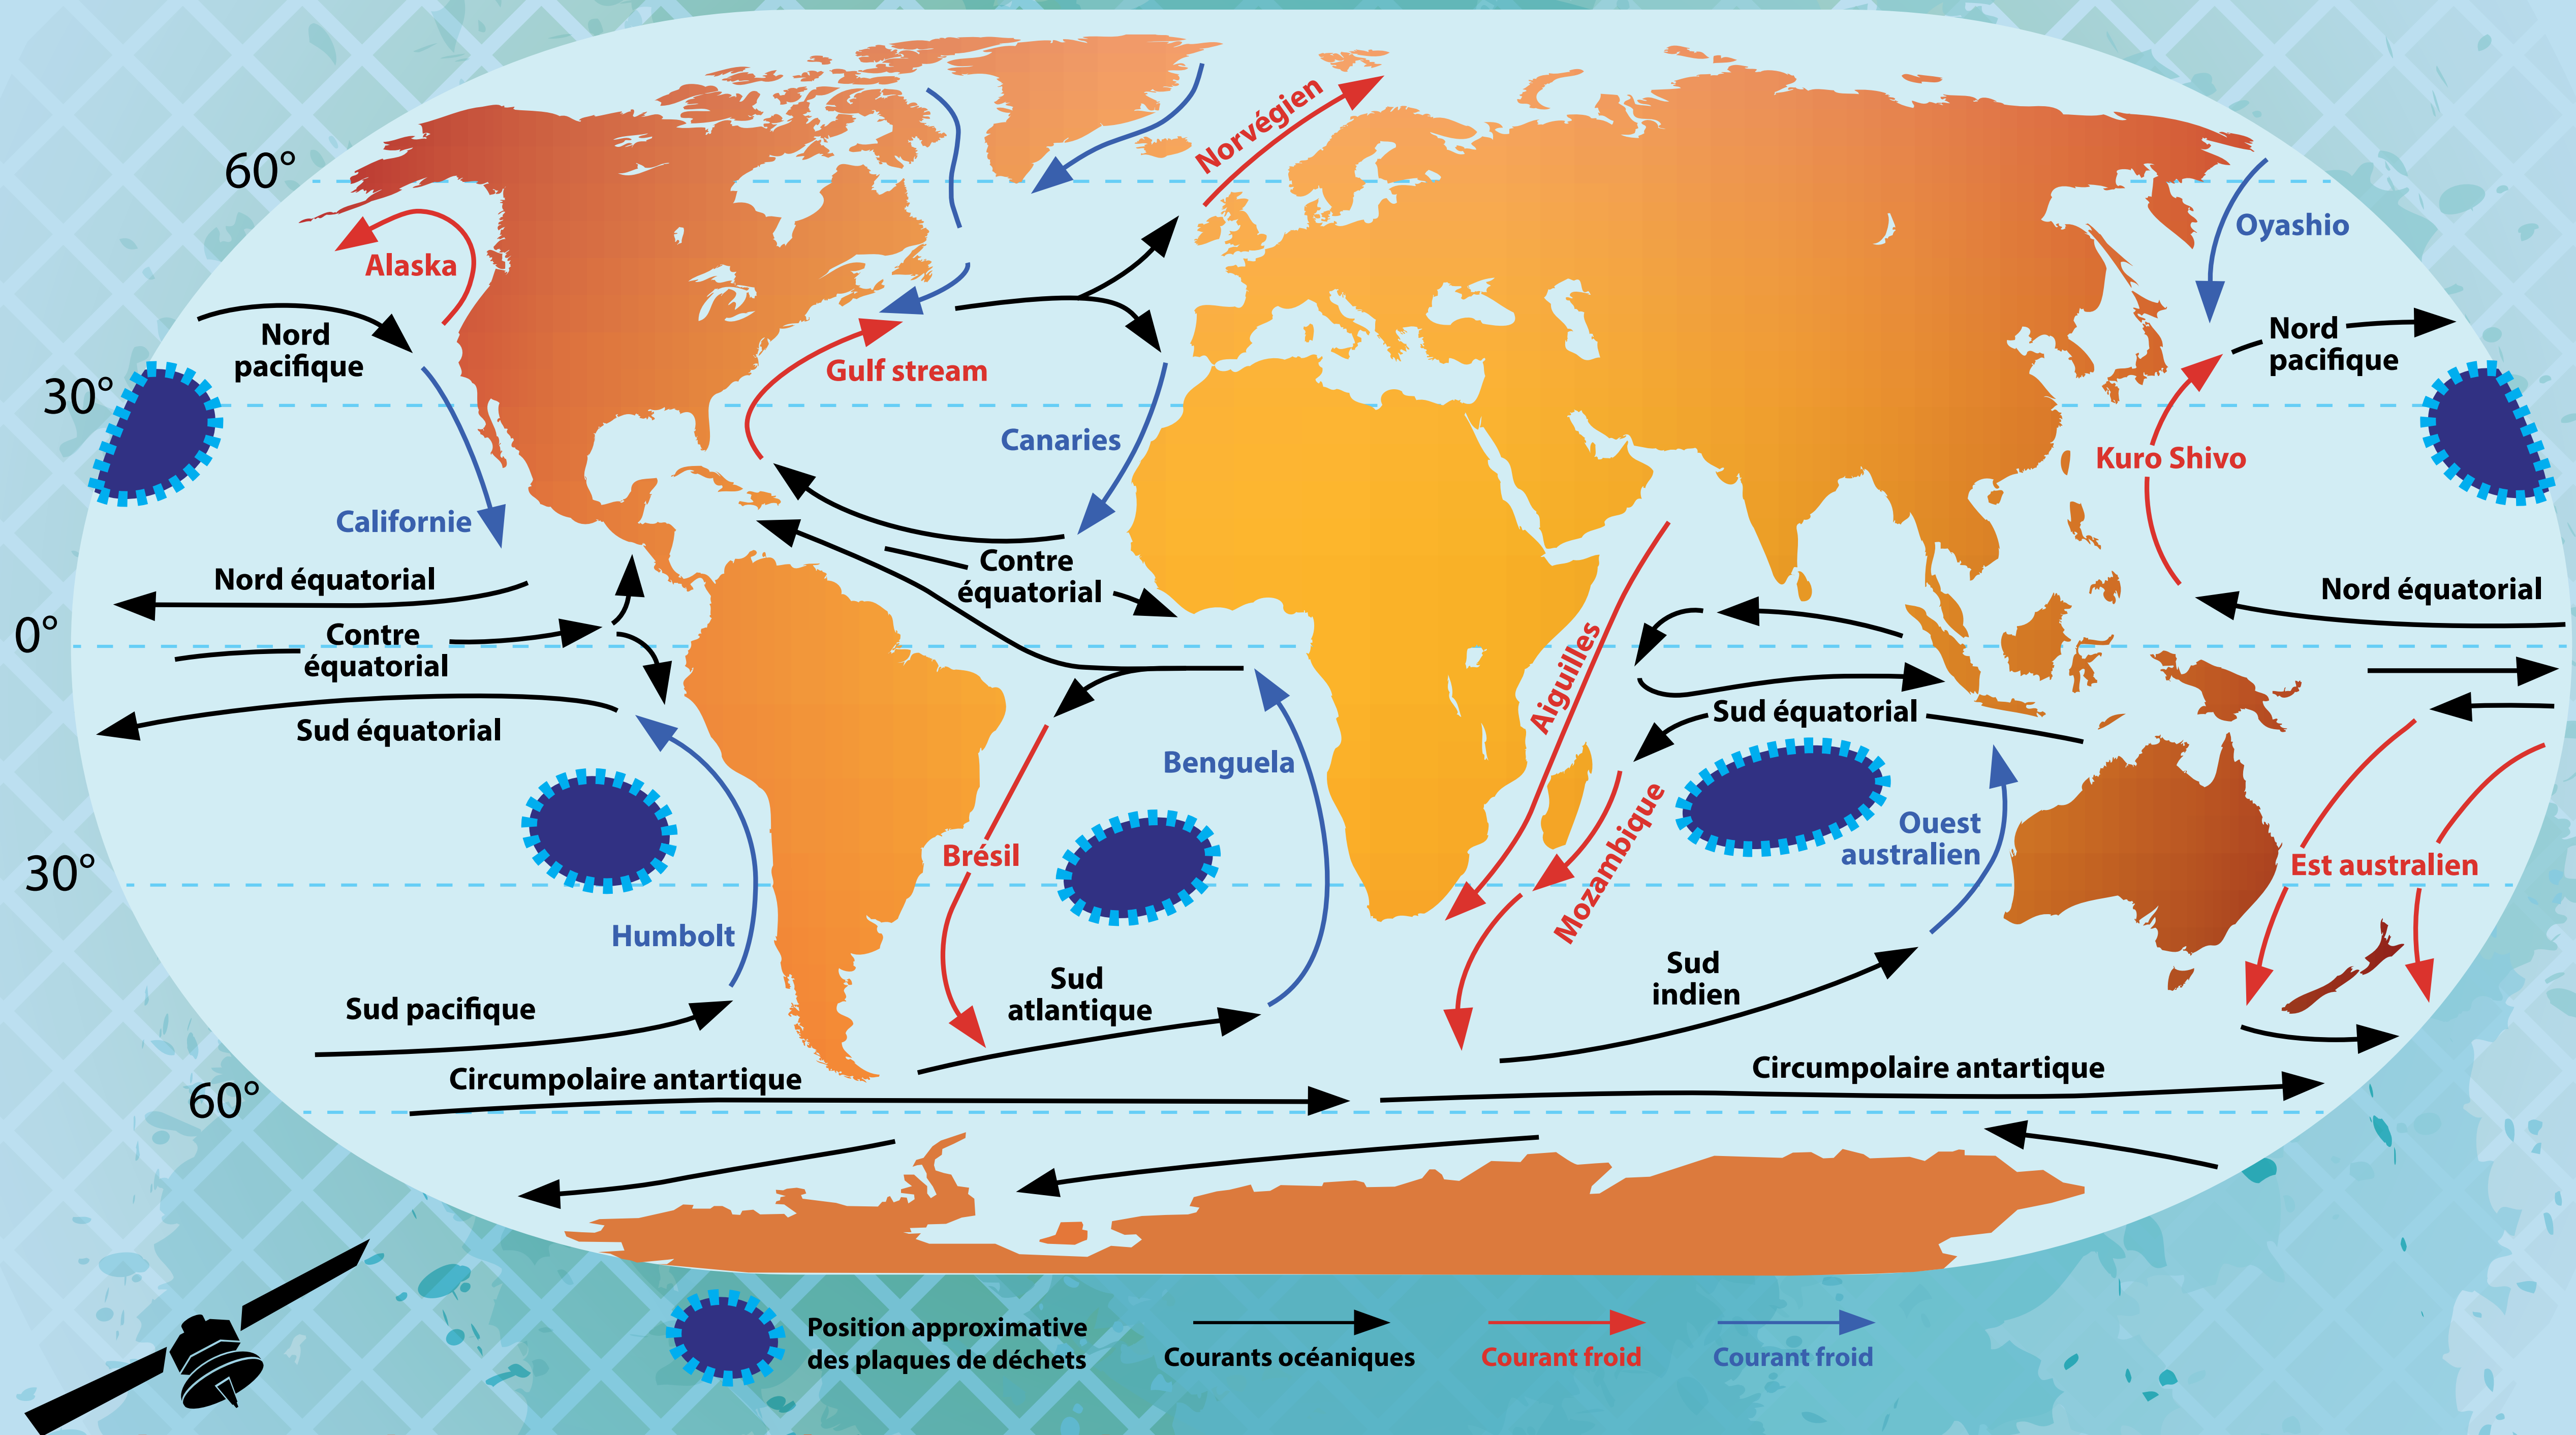 Norvégien
60°
Oyashio
Alaska
Nord
pacifique
Nord
pacifique
Gulf stream
30°
Canaries
Kuro Shivo
Californie
Contre
équatorial
Nord équatorial
Nord équatorial
0°
Contre
équatorial
Aiguilles
Sud équatorial
Sud équatorial
Benguela
Mozambique
Ouest
australien
Brésil
Est australien
30°
Humbolt
Sud
indien
Sud
atlantique
Sud pacifique
Circumpolaire antartique
Circumpolaire antartique
60°
Position approximative
des plaques de déchets
Courants océaniques
Courant froid
Courant froid